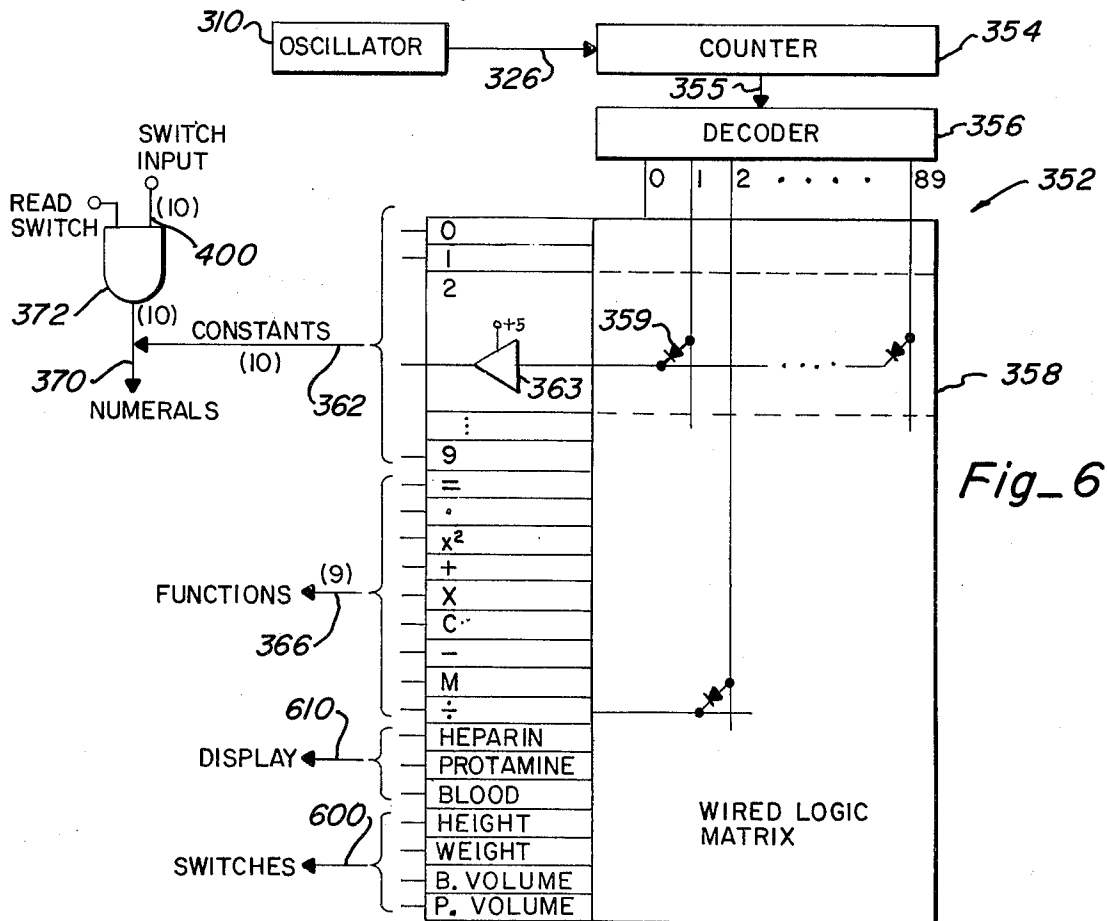 310 OSCILLATOR
326
COUNTER 354
355
DECODER 356
0 1 2 . . . . 89
352
SWITCH
INPUT
READ
SWITCH
(10)
400
372
(10)
CONSTANTS
(10)
370
362
NUMERALS
0
1
2
+5
363
359
. . . .
358
⋮
9
=
.
x²
+
X
C
-
M
÷
FUNCTIONS (9)
366
610
DISPLAY
HEPARIN
PROTAMINE
BLOOD
600
SWITCHES
HEIGHT
WEIGHT
B. VOLUME
P. VOLUME
WIRED LOGIC
MATRIX
Fig_6